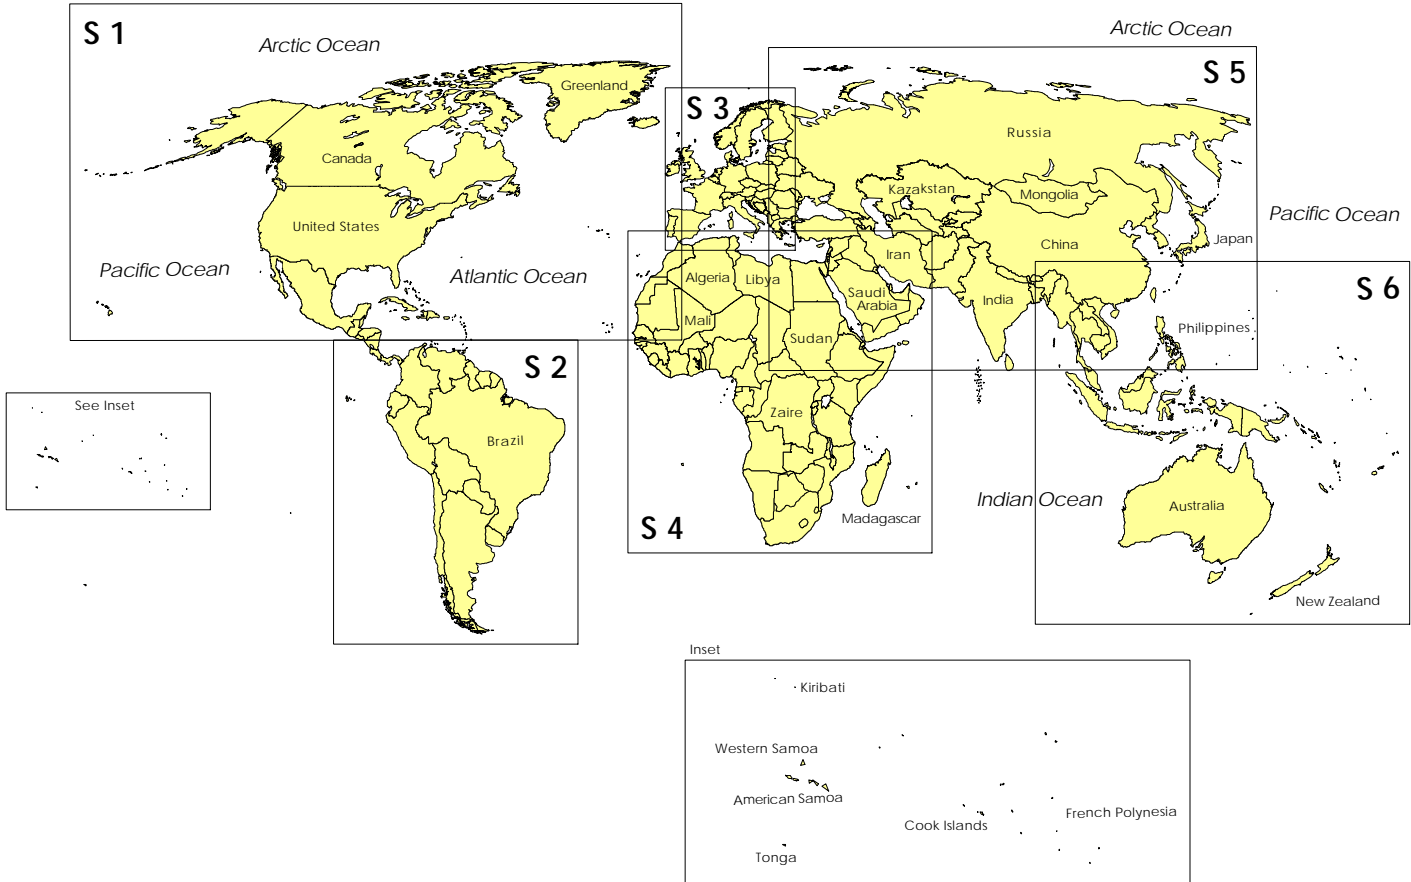 S 1
Arctic Ocean
Arctic Ocean
S 5
Greenland
S 3
Russia
Canada
Kazakstan
Mongolia
United States
Pacific Ocean
China
Japan
Iran
Pacific Ocean
Atlantic Ocean
Algeria
Libya
Saudi
Arabia
India
S 6
Mali
Sudan
Philippines
S 2
See Inset
Zaire
Brazil
Indian Ocean
Australia
Madagascar
S 4
New Zealand
Inset
Kiribati
Western Samoa
American Samoa
French Polynesia
Cook Islands
Tonga